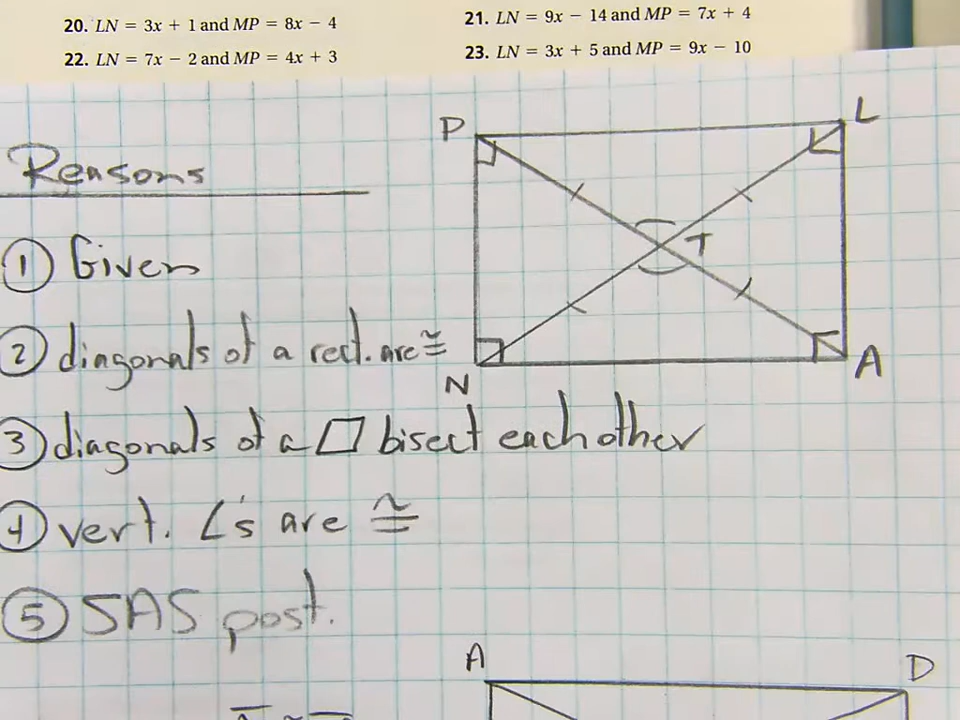 20. LN = 3x + 1 and MP = 8x − 4
21. LN = 9x − 14 and MP = 7x + 4
22. LN = 7x − 2 and MP = 4x + 3
23. LN = 3x + 5 and MP = 9x − 10
P
L
Reasons
T
① Given
② diagonals of a rect. are ≅
N
A
③ diagonals of a ▱ bisect each other
④ vert. ∠'s are ≅
⑤ SAS post.
A
D